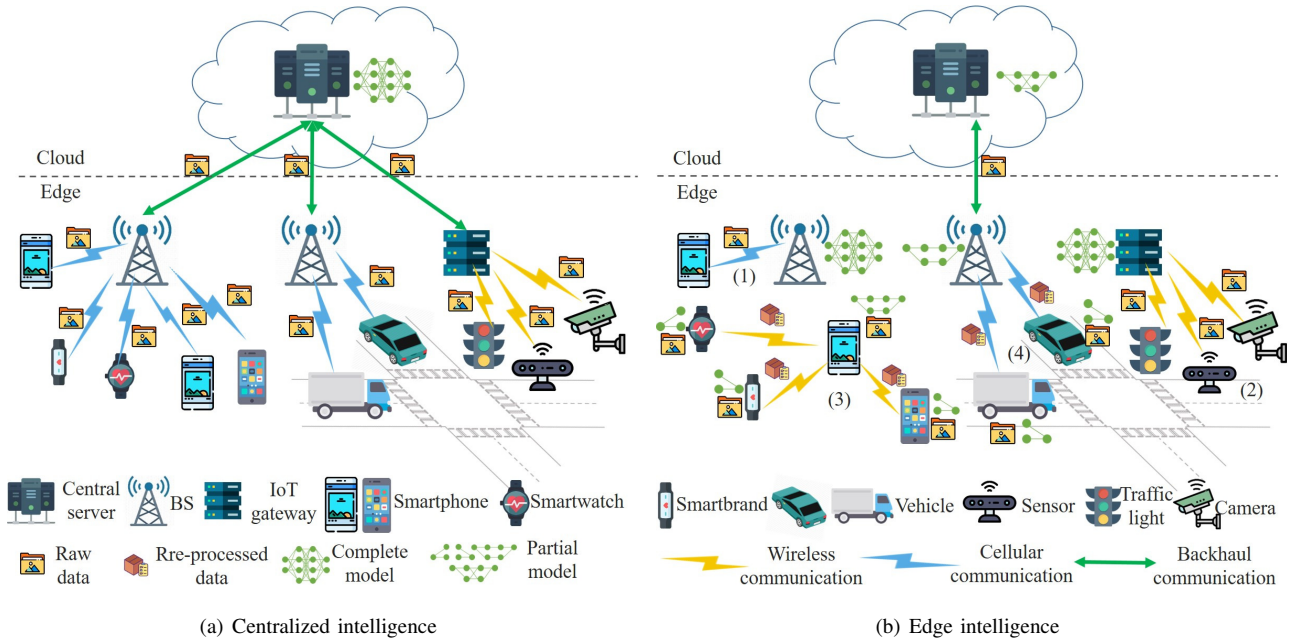 Cloud
Edge
Cloud
Edge
(1)
(2)
(3)
(4)
Central
server
BS
IoT
gateway
Smartphone
Smartwatch
Raw
data
Rre-processed
data
Complete
model
Partial
model
Smartbrand
Vehicle
Sensor
Traffic
light
Camera
Wireless
communication
Cellular
communication
Backhaul
communication
(a) Centralized intelligence
(b) Edge intelligence